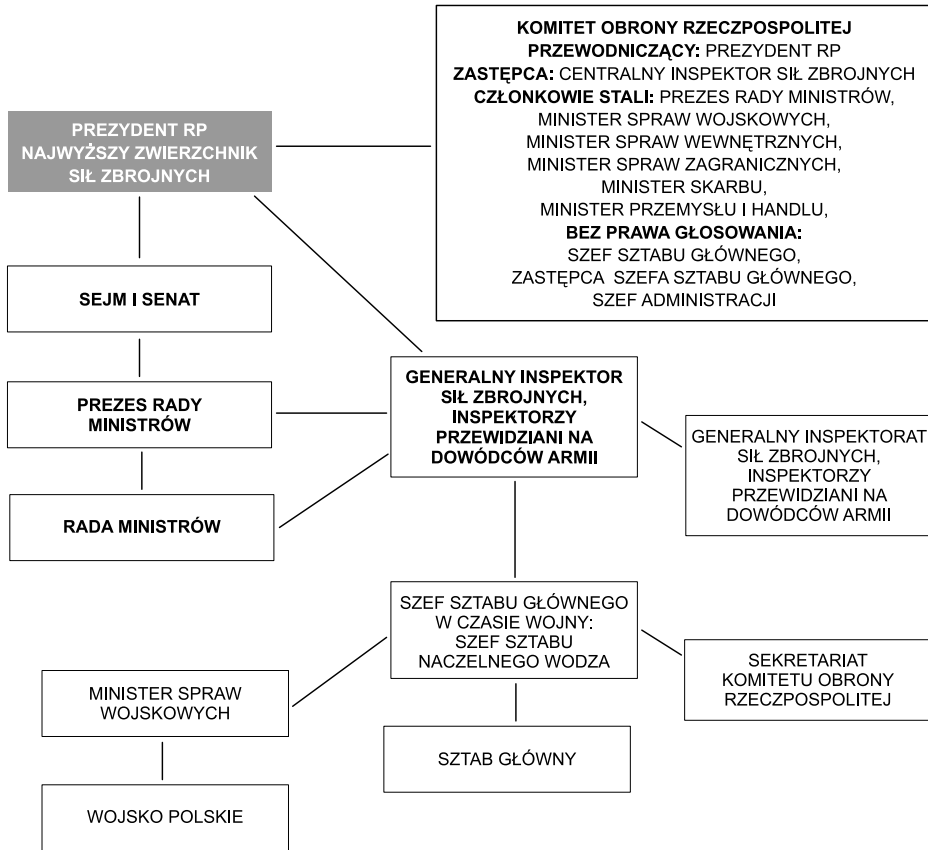 KOMITET OBRONY RZECZPOSPOLITEJ
PRZEWODNICZĄCY: PREZYDENT RP
ZASTĘPCA: CENTRALNY INSPEKTOR SIŁ ZBROJNYCH
CZŁONKOWIE STALI: PREZES RADY MINISTRÓW,
MINISTER SPRAW WOJSKOWYCH,
MINISTER SPRAW WEWNĘTRZNYCH,
MINISTER SPRAW ZAGRANICZNYCH,
MINISTER SKARBU,
MINISTER PRZEMYSŁU I HANDLU,
BEZ PRAWA GŁOSOWANIA:
SZEF SZTABU GŁÓWNEGO,
ZASTĘPCA SZEFA SZTABU GŁÓWNEGO,
SZEF ADMINISTRACJI
PREZYDENT RP
NAJWYŻSZY ZWIERZCHNIK
SIŁ ZBROJNYCH
SEJM I SENAT
PREZES RADY
MINISTRÓW
RADA MINISTRÓW
GENERALNY INSPEKTOR
SIŁ ZBROJNYCH,
INSPEKTORZY
PRZEWIDZIANI NA
DOWÓDCÓW ARMII
GENERALNY INSPEKTORAT
SIŁ ZBROJNYCH,
INSPEKTORZY
PRZEWIDZIANI NA
DOWÓDCÓW ARMII
SZEF SZTABU GŁÓWNEGO
W CZASIE WOJNY:
SZEF SZTABU
NACZELNEGO WODZA
SEKRETARIAT
KOMITETU OBRONY
RZECZPOSPOLITEJ
MINISTER SPRAW
WOJSKOWYCH
SZTAB GŁÓWNY
WOJSKO POLSKIE